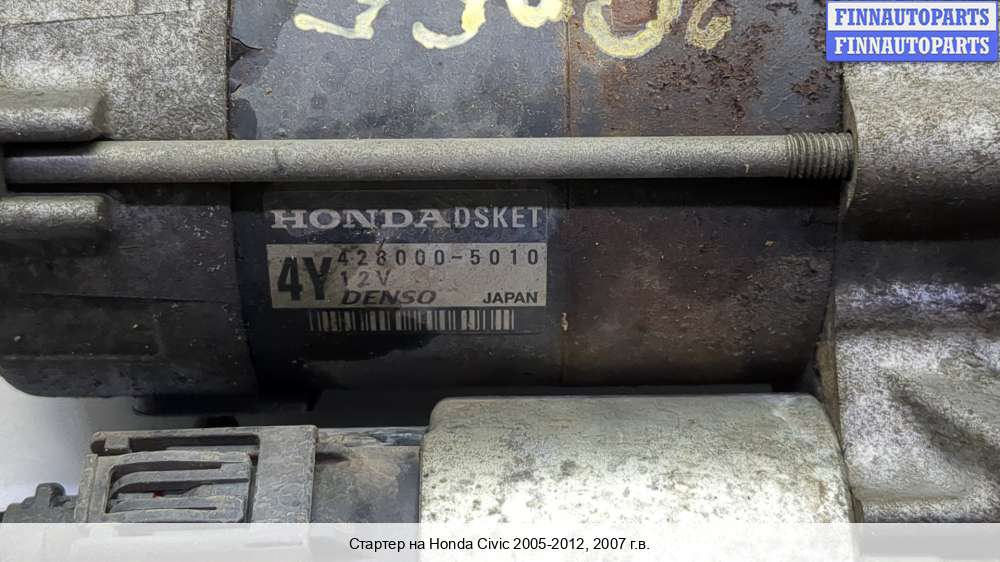 FINNAUTOPARTS
FINNAUTOPARTS
HONDA DSKET
4Y 428000-5010
12V
DENSO JAPAN
Стартер на Honda Civic 2005-2012, 2007 г.в.